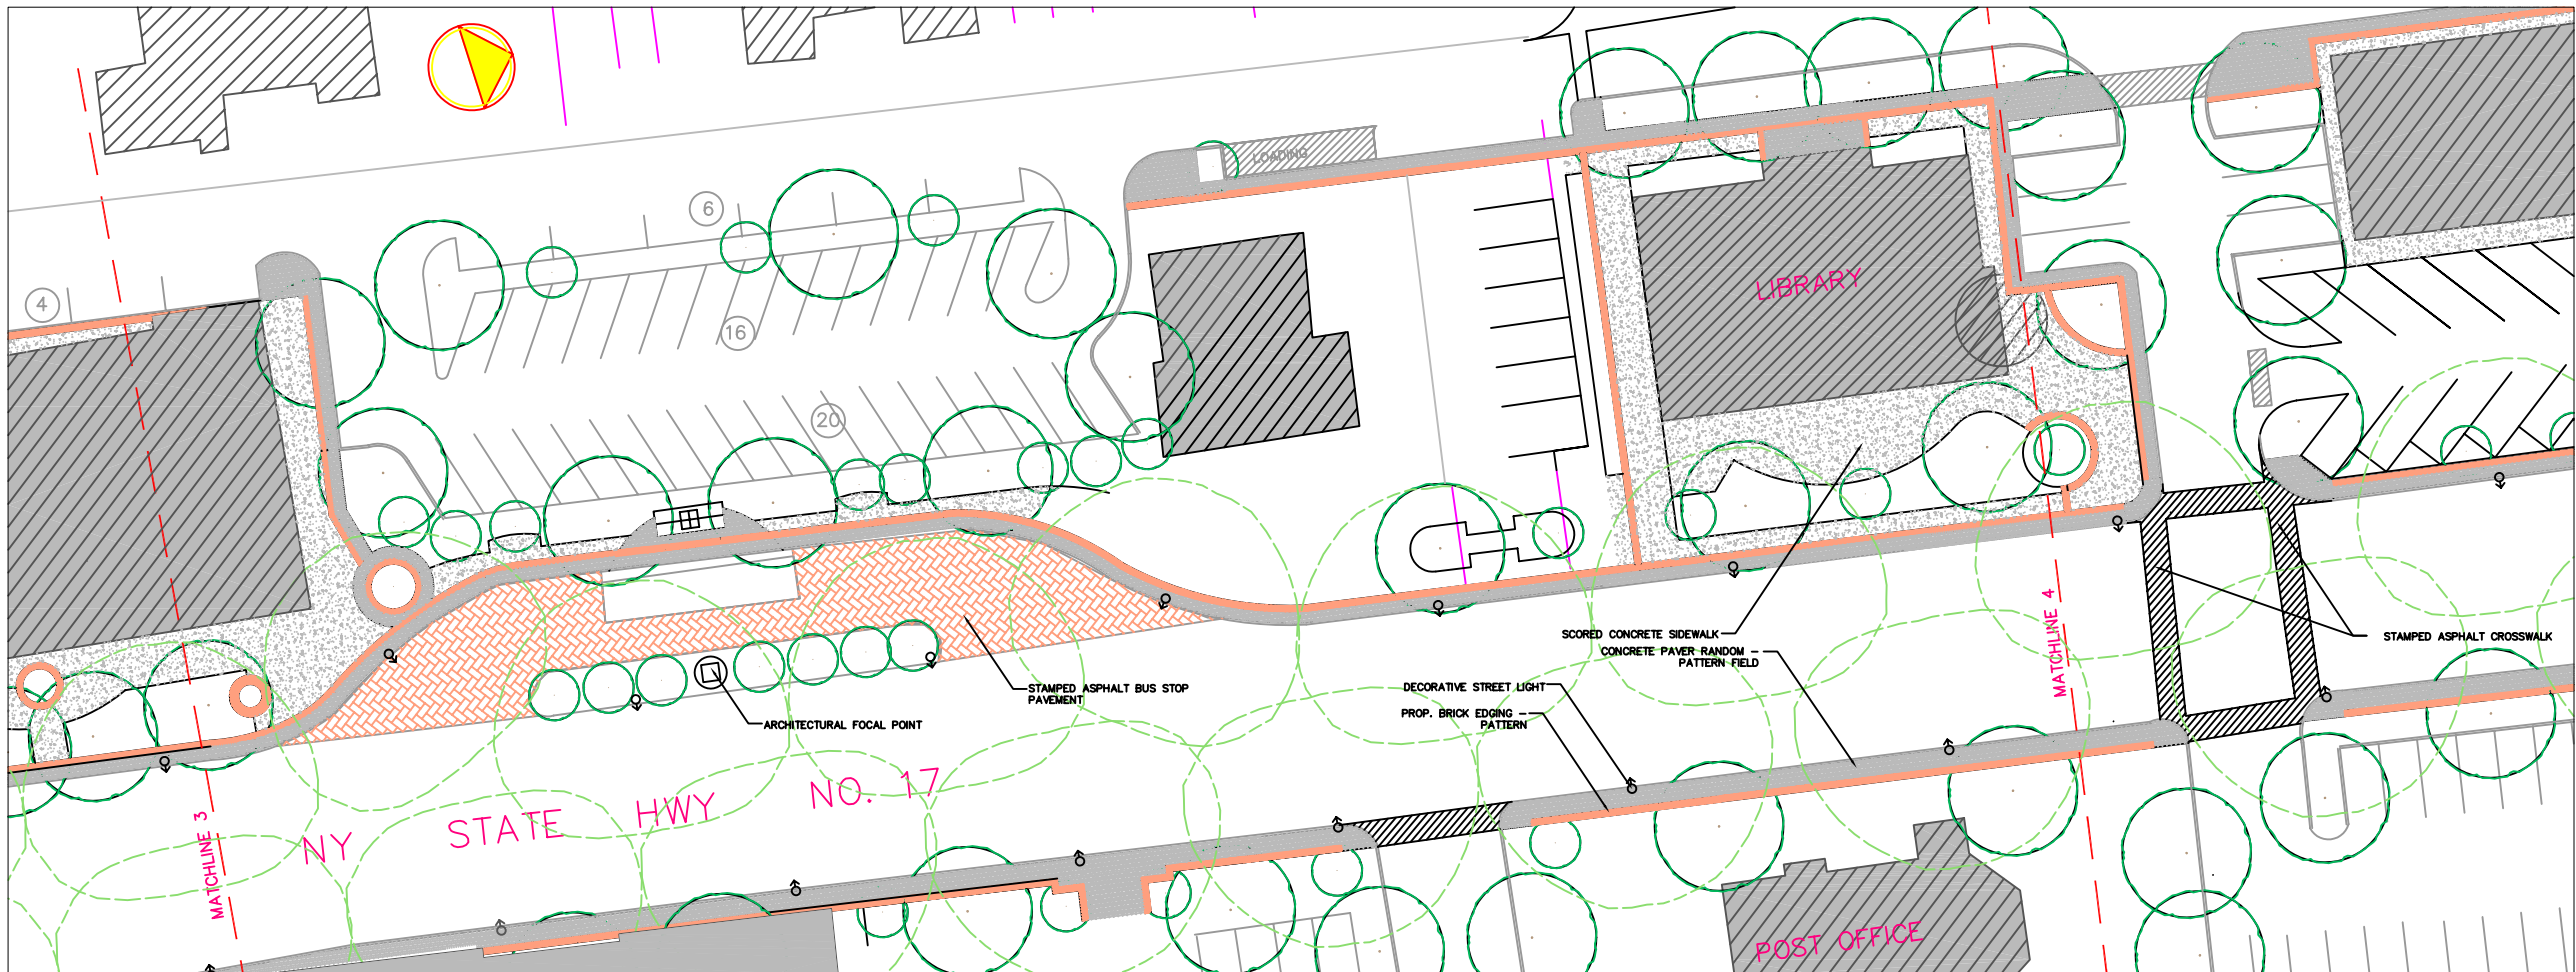 LOADING
6
4
16
20
LIBRARY
SCORED CONCRETE SIDEWALK
CONCRETE PAVER RANDOM -
PATTERN FIELD
STAMPED ASPHALT CROSSWALK
MATCHLINE 4
DECORATIVE STREET LIGHT
PROP. BRICK EDGING -
PATTERN
STAMPED ASPHALT BUS STOP
PAVEMENT
ARCHITECTURAL FOCAL POINT
NY STATE HWY NO. 17
MATCHLINE 3
POST OFFICE